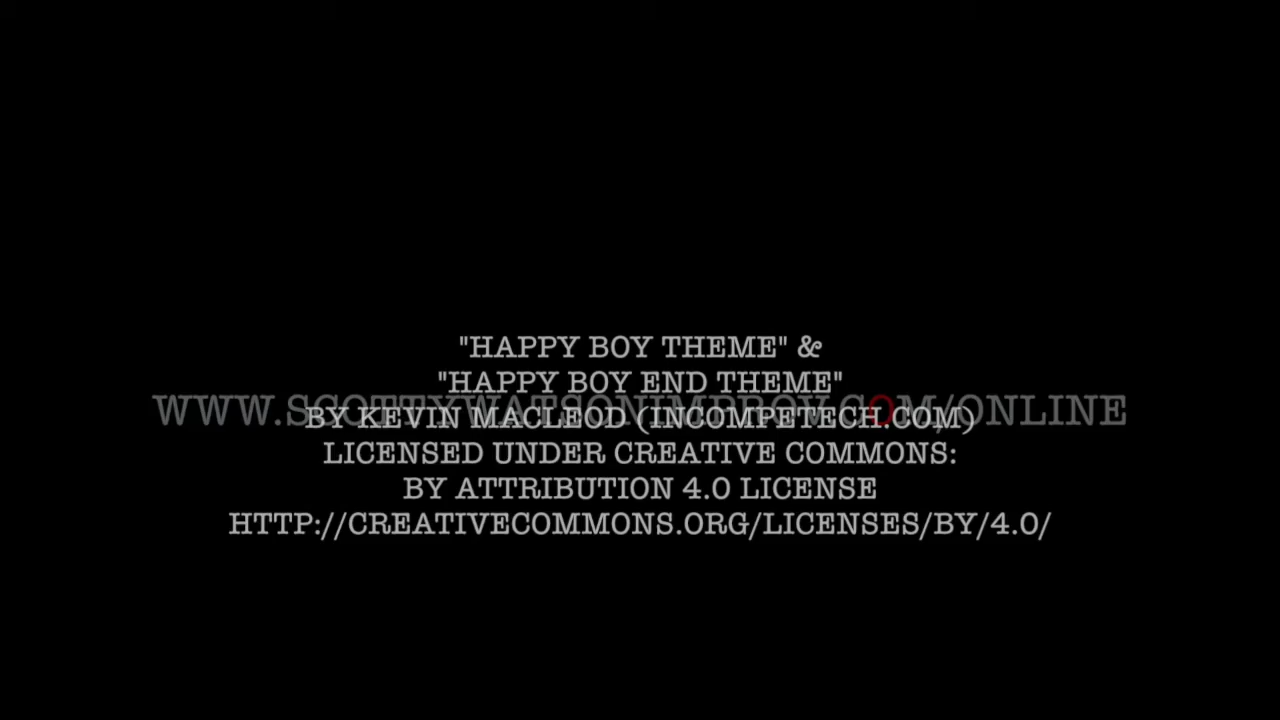 "HAPPY BOY THEME" &
"HAPPY BOY END THEME"
WWW.SCOTTYWATSONIMPROV.COM/ONLINE
BY KEVIN MACLEOD (INCOMPETECH.COM)
LICENSED UNDER CREATIVE COMMONS:
BY ATTRIBUTION 4.0 LICENSE
HTTP://CREATIVECOMMONS.ORG/LICENSES/BY/4.0/